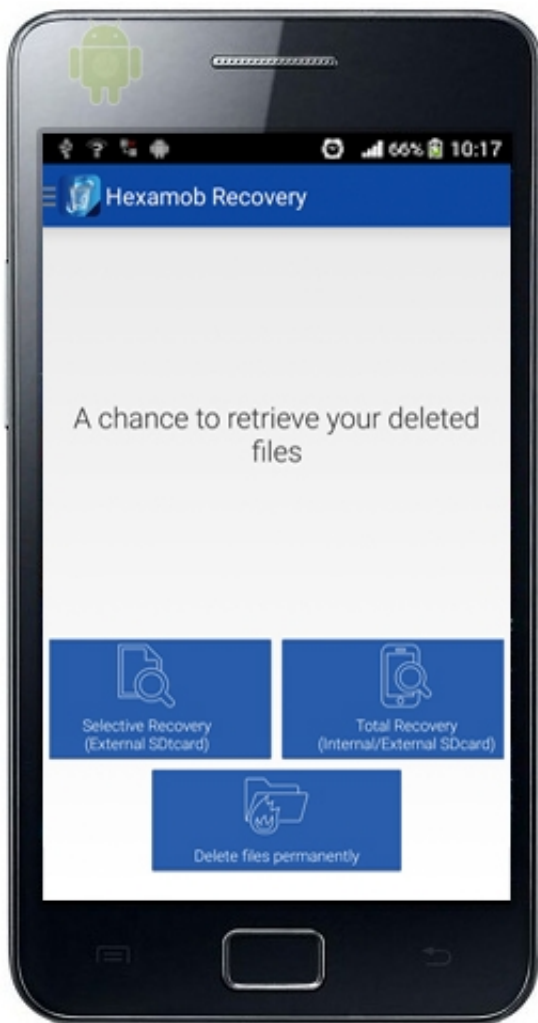 66% 10:17
Hexamob Recovery
A chance to retrieve your deleted
files
Selective Recovery
(External SDtcard)
Total Recovery
(Internal/External SDcard)
Delete files permanently